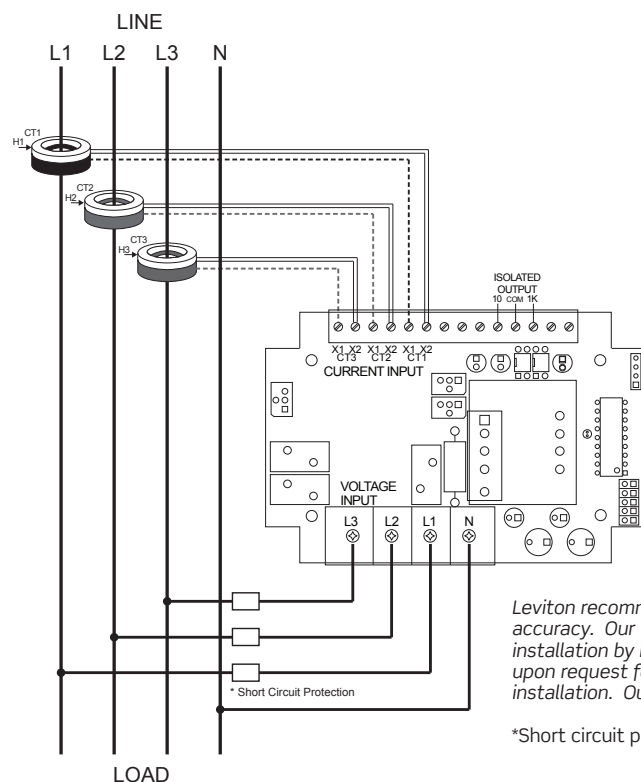 LINE
L1 L2 L3 N
CT1
H1
CT2
H2
CT3
H3
ISOLATED
OUTPUT
10 COM 1K
X1 X2 X1 X2 X1 X2
CT3 CT2 CT1
CURRENT INPUT
VOLTAGE
INPUT
L3 L2 L1 N
* Short Circuit Protection
LOAD
Leviton recomm
accuracy. Our
installation by
upon request f
installation. Ou
*Short circuit p